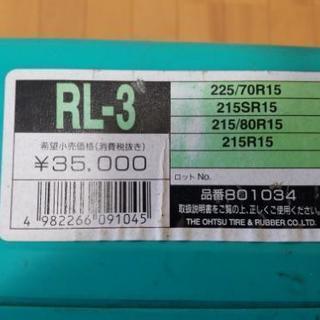 RL-3
希望小売価格(消費税抜き)
¥35,000
4 982266 091045
225/70R15
215SR15
215/80R15
215R15
ロット No.
品番801034
取扱説明書をご覧の上、正しくご使用ください。
THE OHTSU TIRE & RUBBER CO.,LTD.